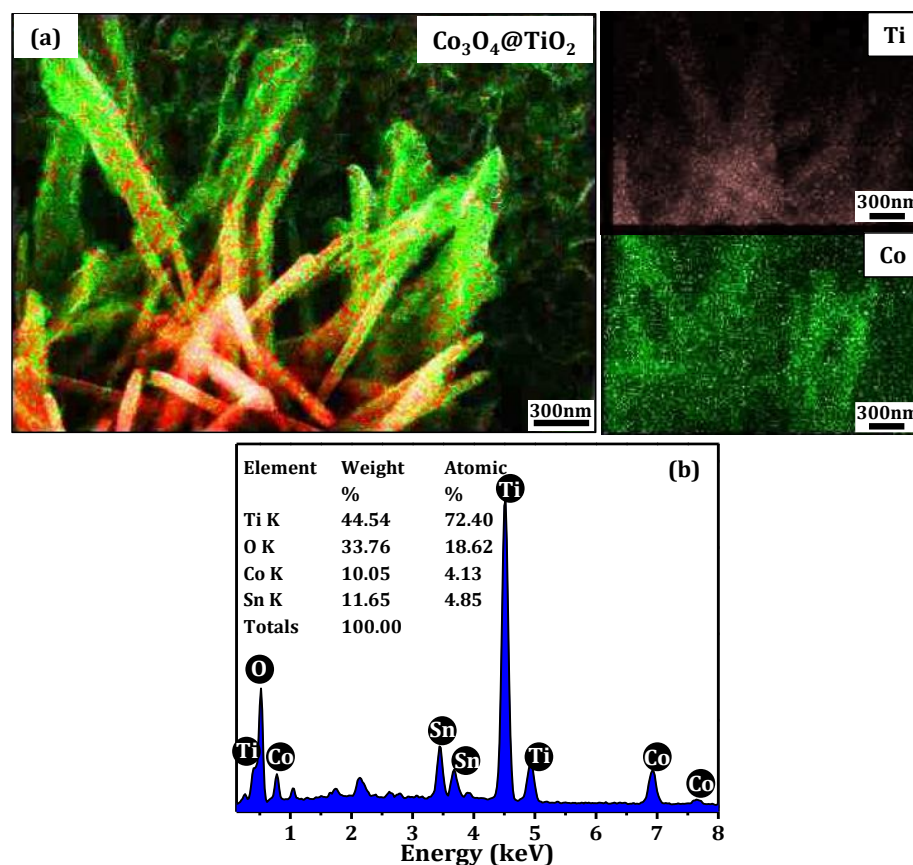 (a)
Co₃O₄@TiO₂
300nm
Ti
300nm
Co
300nm
(b)
Element Weight Atomic
% %
Ti K 44.54 72.40
O K 33.76 18.62
Co K 10.05 4.13
Sn K 11.65 4.85
Totals 100.00
Ti
O
Ti
Co
Sn
Sn
Ti
Co
Co
1 2 3 4 5 6 7 8
Energy (keV)